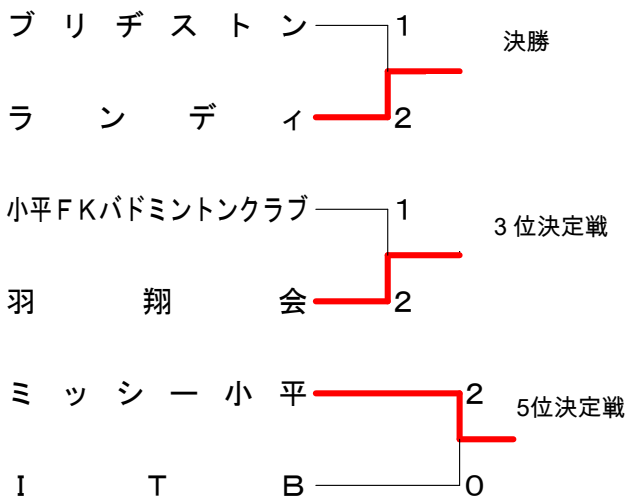 ブリヂストン 1
決勝
ランディ 2
小平FKバドミントンクラブ 1
3位決定戦
羽翔会 2
ミッシー小平 2
5位決定戦
ITB 0